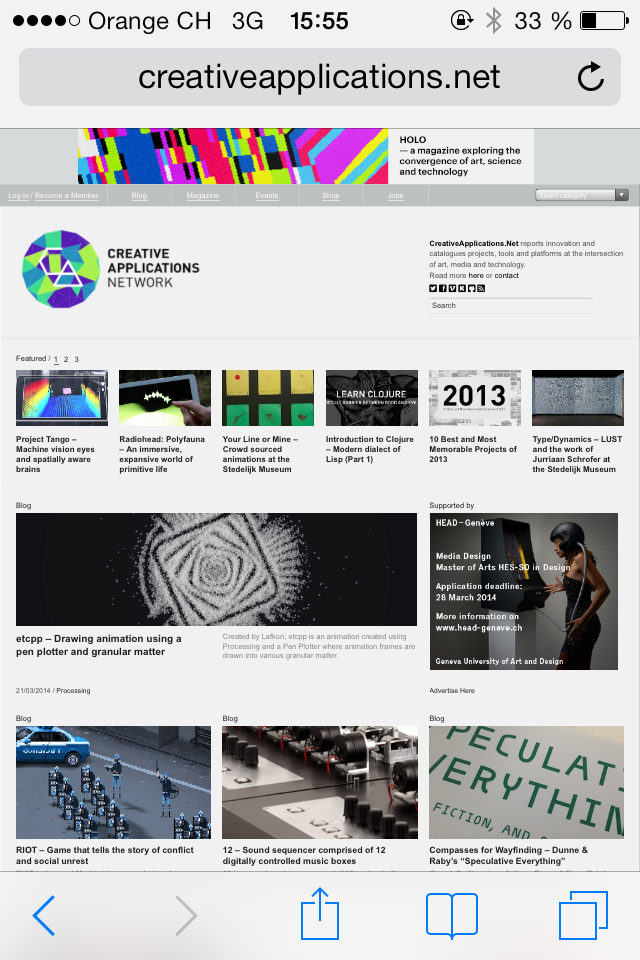 Orange CH 3G 15:55 33 %
creativeapplications.net
HOLO
— a magazine exploring the
convergence of art, science
and technology
Log in / Become a Member Blog Magazine Events Shop Jobs Select category
CREATIVE
APPLICATIONS
NETWORK
CreativeApplications.Net reports innovation and
catalogues projects, tools and platforms at the intersection
of art, media and technology.
Read more here or contact
Search
Featured / 1 2 3
LEARN CLOJURE
2013
Project Tango –
Machine vision eyes
and spatially aware
brains
Radiohead: Polyfauna
– An immersive,
expansive world of
primitive life
Your Line or Mine –
Crowd sourced
animations at the
Stedelijk Museum
Introduction to Clojure
– Modern dialect of
Lisp (Part 1)
10 Best and Most
Memorable Projects of
2013
Type/Dynamics – LUST
and the work of
Jurriaan Schrofer at
the Stedelijk Museum
Blog
etcpp – Drawing animation using a
pen plotter and granular matter
Created by Lafkon, etcpp is an animation created using
Processing and a Pen Plotter where animation frames are
drawn into various granular matter.
21/03/2014 / Processing
Supported by
HEAD–Genève
Media Design
Master of Arts HES-SO in Design
Application deadline:
28 March 2014
More information on
www.head-geneve.ch
Geneva University of Art and Design
Advertise Here
Blog
RIOT – Game that tells the story of conflict
and social unrest
Blog
12 – Sound sequencer comprised of 12
digitally controlled music boxes
Blog
PECULATI
VERYTHIN
FICTION, AND
Compasses for Wayfinding – Dunne &
Raby's "Speculative Everything"